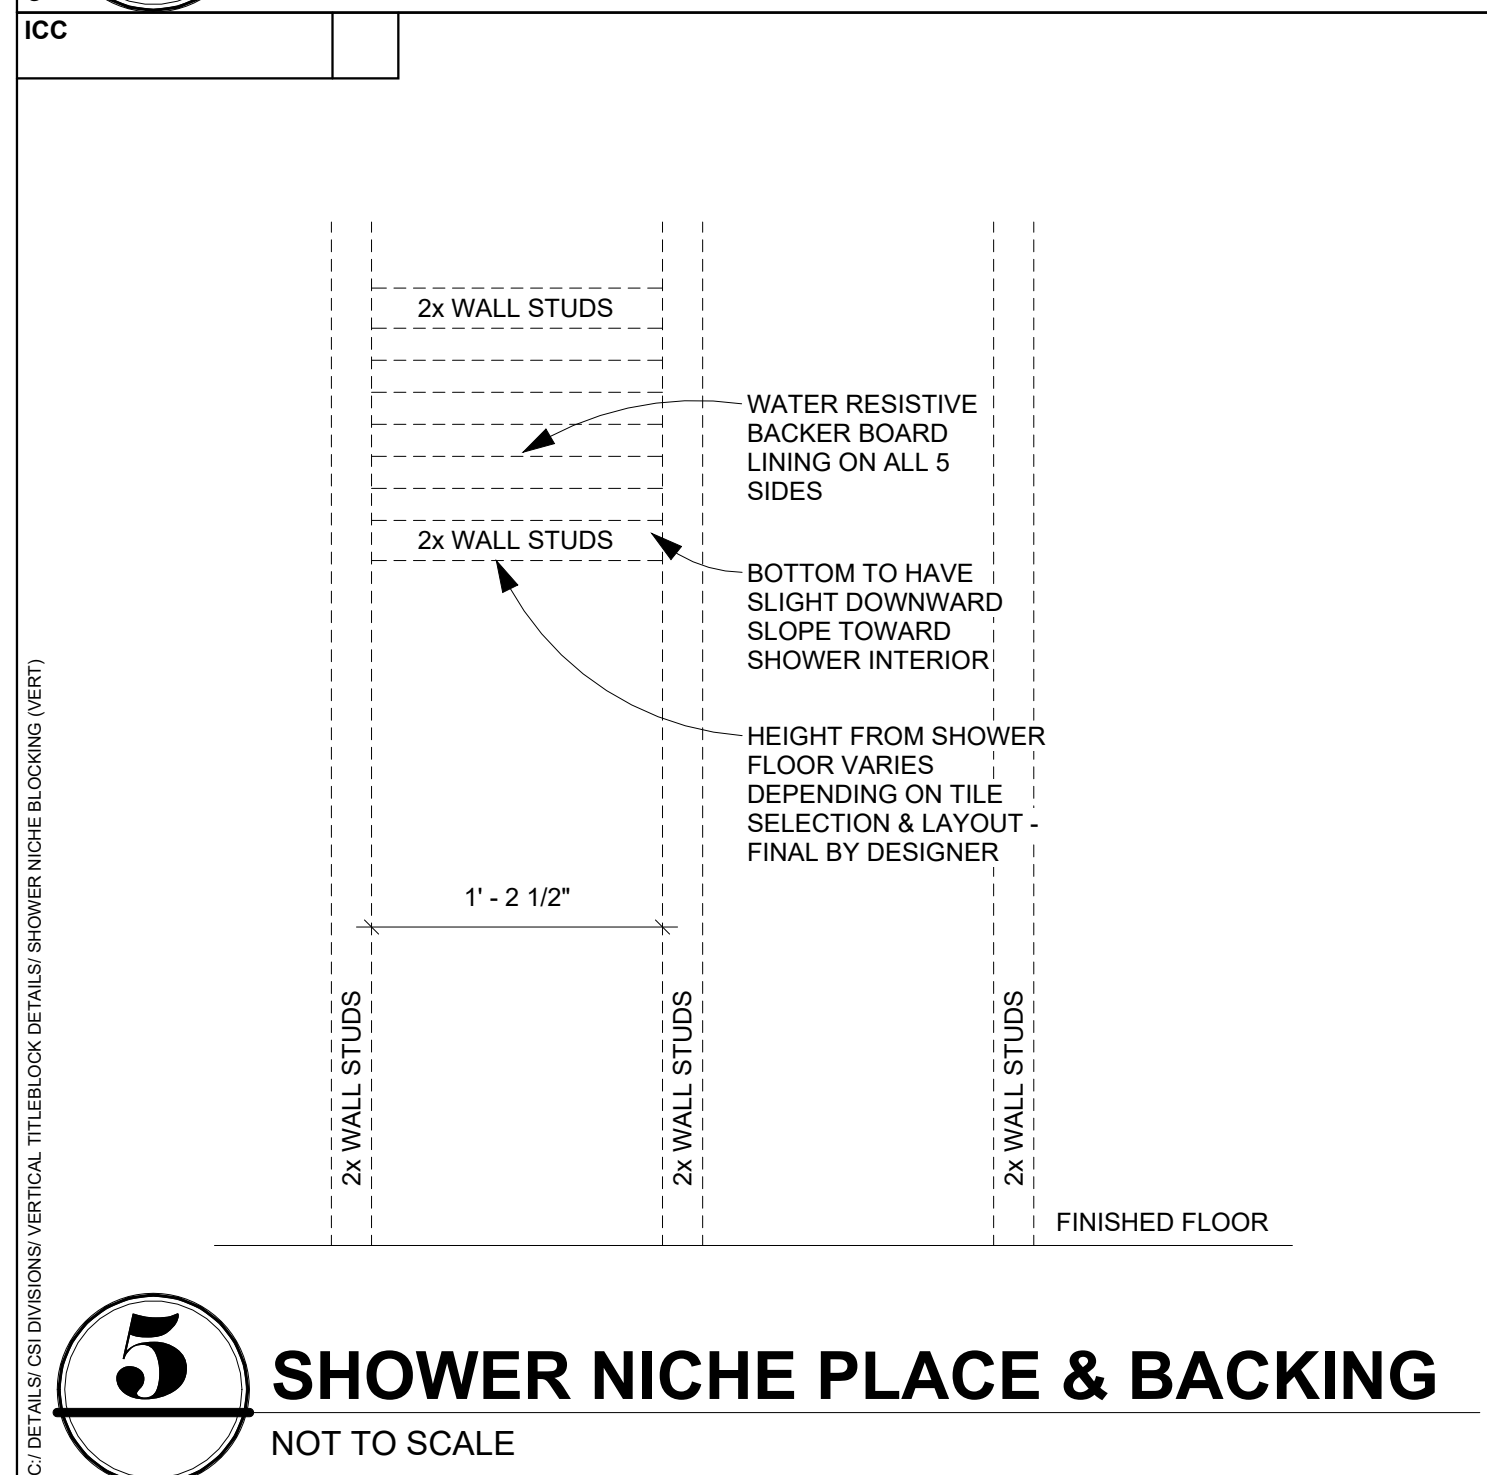 ICC
2x WALL STUDS
WATER RESISTIVE
BACKER BOARD
LINING ON ALL 5
SIDES
2x WALL STUDS
BOTTOM TO HAVE
SLIGHT DOWNWARD
SLOPE TOWARD
SHOWER INTERIOR
HEIGHT FROM SHOWER
FLOOR VARIES
DEPENDING ON TILE
SELECTION & LAYOUT -
FINAL BY DESIGNER
1' - 2 1/2"
2x WALL STUDS
2x WALL STUDS
2x WALL STUDS
FINISHED FLOOR
C:/ DETAILS/ CSI DIVISIONS/ VERTICAL TITLEBLOCK DETAILS/ SHOWER NICHE BLOCKING (VERT)
5
SHOWER NICHE PLACE & BACKING
NOT TO SCALE